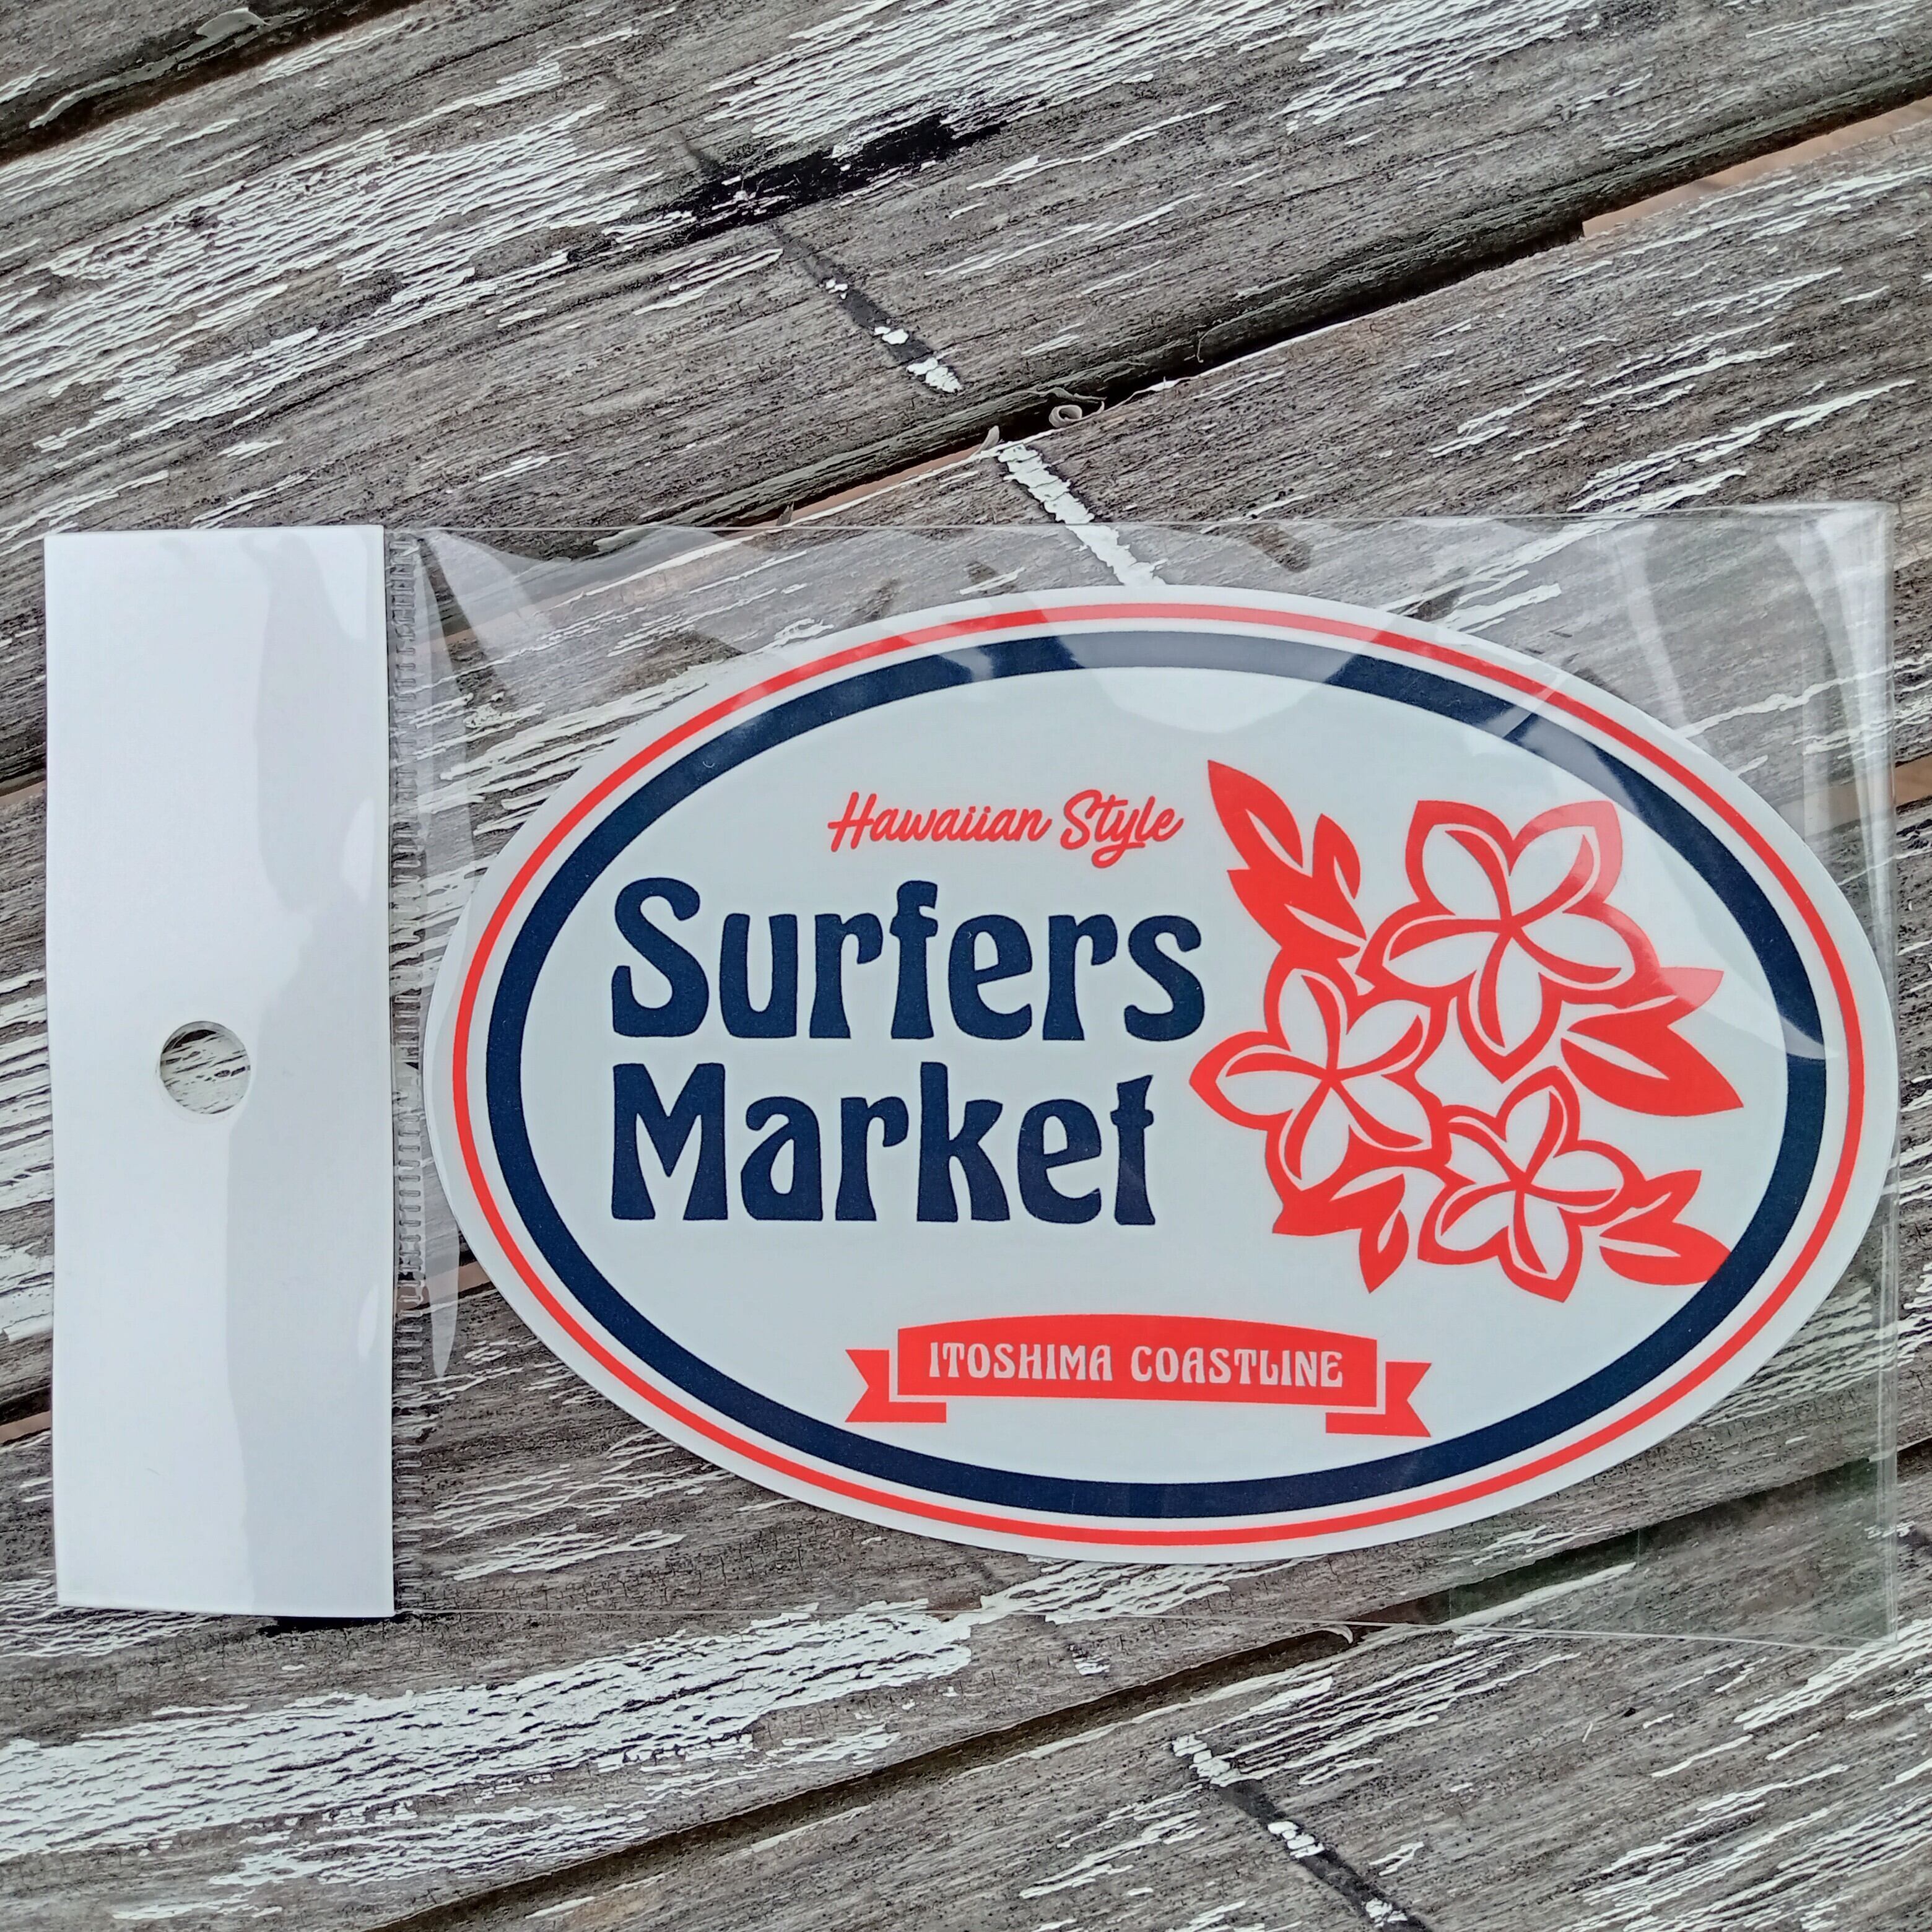 Hawaiian Style
Surfers
Market
ITOSHIMA COASTLINE